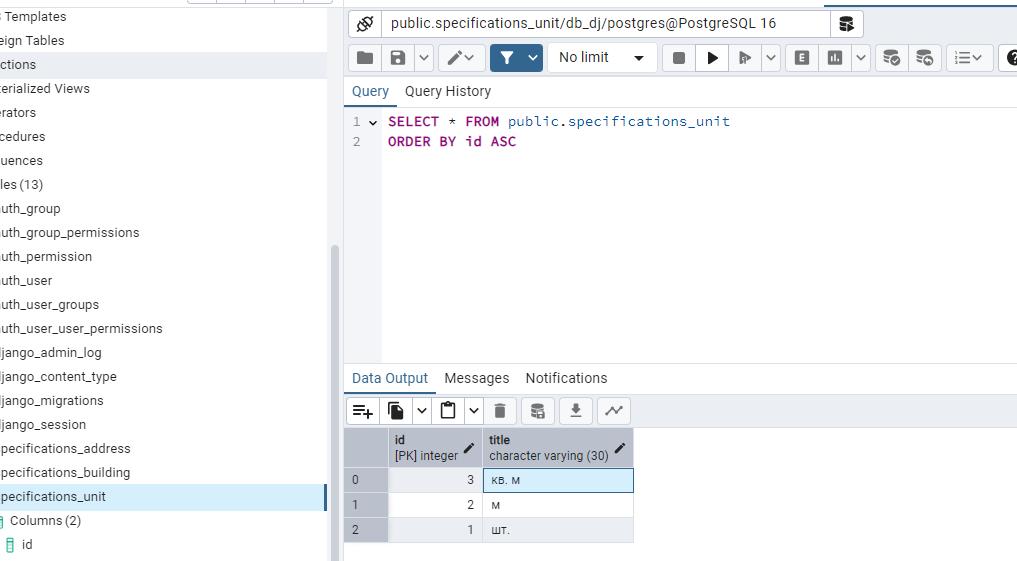 Templates
eign Tables
ctions
erialized Views
erators
cedures
uences
les (13)
uth_group
uth_group_permissions
uth_permission
uth_user
uth_user_groups
uth_user_user_permissions
jango_admin_log
jango_content_type
jango_migrations
jango_session
pecifications_address
pecifications_building
pecifications_unit
Columns (2)
id
public.specifications_unit/db_dj/postgres@PostgreSQL 16
No limit
E
Query Query History
1 SELECT * FROM public.specifications_unit
2 ORDER BY id ASC
Data Output Messages Notifications
id title
[PK] integer character varying (30)
0 3 кв. м
1 2 м
2 1 шт.